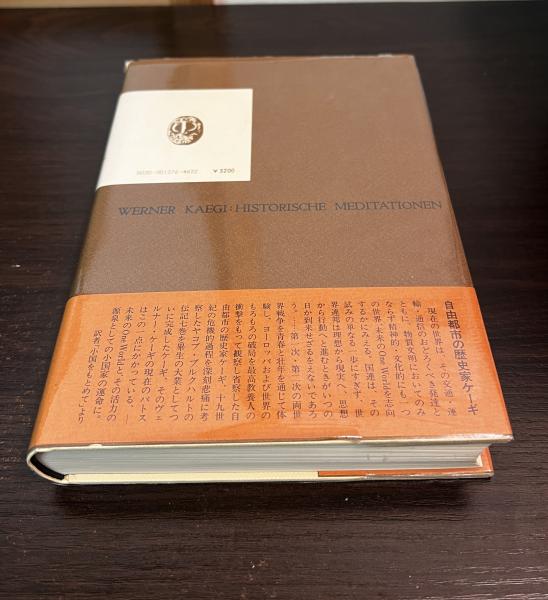 0020-001276-4622 ￥3200
WERNER KAEGI: HISTORISCHE MEDITATIONEN
自由都市の歴史家ケーギ
現在の世界は、その交通・運
輸・通信のおどろくべき発達と
ともに、物質文明においてのみ
ならず精神的・文化的にも一つ
の世界、未来のOne Worldを志向
するかにみえる。国連は、その
試みの単なる一歩にすぎず、世
界連邦は理想から現実へ、思想
から行動へと進むときがいつの
日か到来せざるをえないであろ
う……第一次・第二次の両世
界戦争を青春と壮年を通じて体
験し、ヨーロッパおよび世界の
もろもろの破局を最高教養人の
衝撃をもって観察し省察した自
由都市の歴史家ケーギ、十九世
紀の危機的過程を深刻悲痛に考
察したヤコプ・ブルクハルトの
伝記七巻を畢生の大業としてつ
いに完成したケーギ、そのヴェ
ルナー・ケーギの現在のパトス
はこの一点にかかっている、―
未来のOne Worldと、その活力の
源泉としての小国家の運命に。
訳者「小国をもとめて」より